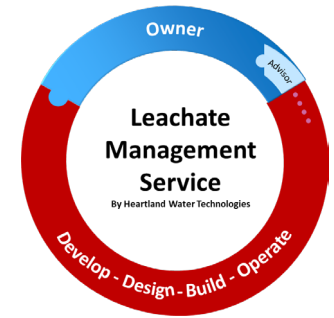 Owner
Advisor
Leachate
Management
Service
By Heartland Water Technologies
Develop - Design - Build - Operate